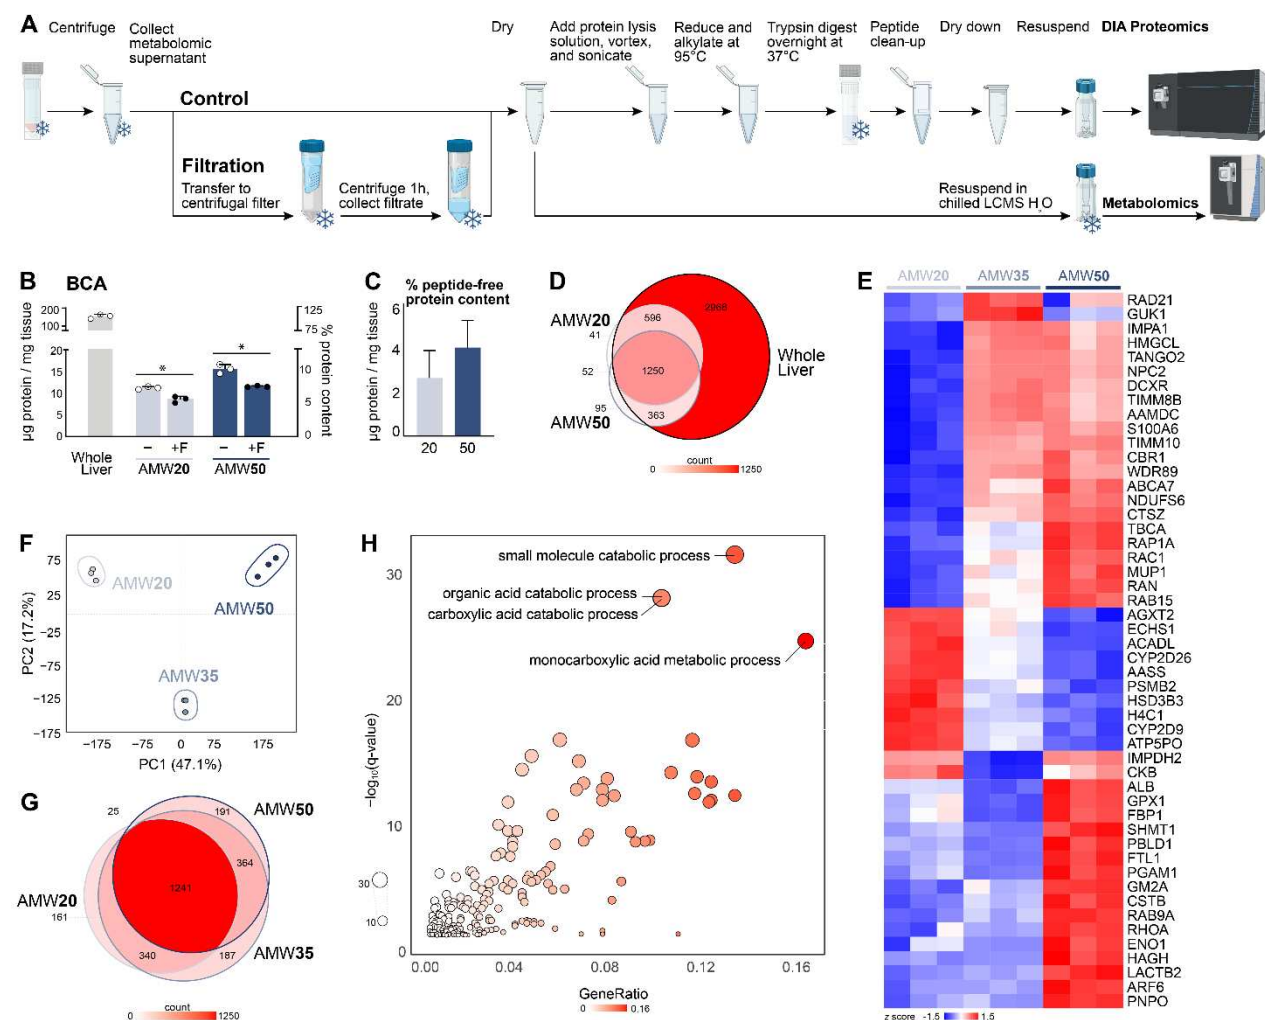 A
Centrifuge
Collect
metabolomic
supernatant
Dry
Add protein lysis
solution, vortex,
and sonicate
Reduce and
alkylate at
95°C
Trypsin digest
overnight at
37°C
Peptide
clean-up
Dry down
Resuspend
DIA Proteomics
Control
Filtration
Transfer to
centrifugal filter
Centrifuge 1h,
collect filtrate
Resuspend in
chilled LCMS H2O
Metabolomics
B BCA
µg protein / mg tissue
200
100
20
15
10
5
0
125
75
10
5
0
% protein content
*
*
− +F − +F
Whole
Liver
AMW20 AMW50
C % peptide-free
protein content
µg protein / mg tissue
6
4
2
0
20 50
D
AMW20
41
52
95
AMW50
596
1250
363
2968
Whole
Liver
count
0 1250
E
AMW20 AMW35 AMW50
RAD21
GUK1
IMPA1
HMGCL
TANGO2
NPC2
DCXR
TIMM8B
AAMDC
S100A6
TIMM10
CBR1
WDR89
ABCA7
NDUFS6
CTSZ
TBCA
RAP1A
RAC1
MUP1
RAN
RAB15
AGXT2
ECHS1
ACADL
CYP2D26
AASS
PSMB2
HSD3B3
H4C1
CYP2D9
ATP5PO
IMPDH2
CKB
ALB
GPX1
FBP1
SHMT1
PBLD1
FTL1
PGAM1
GM2A
CSTB
RAB9A
RHOA
ENO1
HAGH
LACTB2
ARF6
PNPO
z score -1.5 1.5
F
PC2 (17.2%)
75
25
−25
−75
−125
−175
AMW20
AMW50
AMW35
−175 −75 0 75 175
PC1 (47.1%)
G
25
191
AMW50
364
1241
AMW20
161
340
187
AMW35
count
0 1250
H
−log10(q-value)
30
20
10
0
small molecule catabolic process
organic acid catabolic process
carboxylic acid catabolic process
monocarboxylic acid metabolic process
30
10
0.00 0.04 0.08 0.12 0.16
GeneRatio
0 0.16